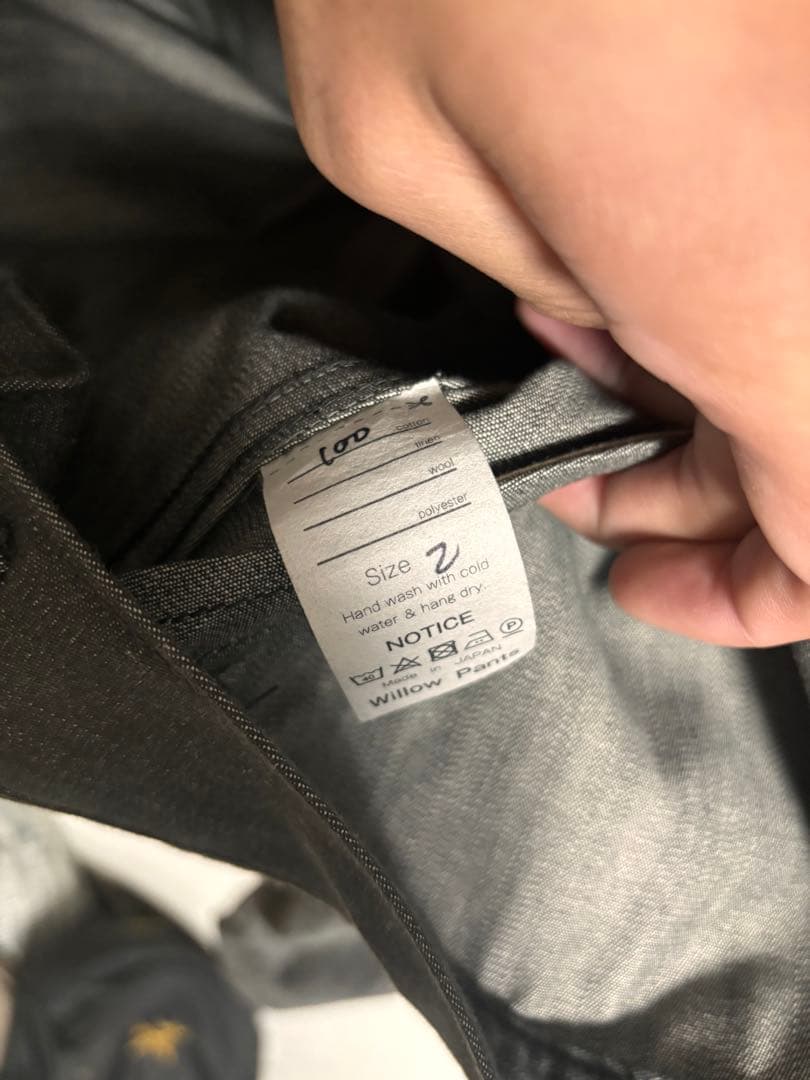 100 cotton
linen
wool
polyester
Size 2
Hand wash with cold
water & hang dry.
NOTICE
40 P
Made in JAPAN
Willow Pants